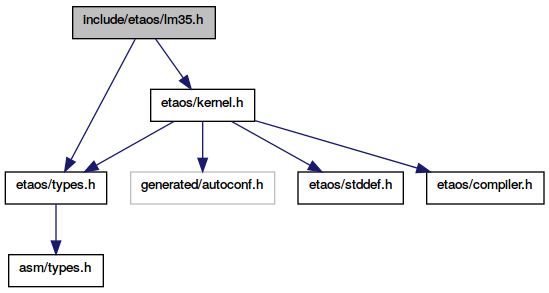 include/etaos/lm35.h
etaos/kernel.h
etaos/types.h
generated/autoconf.h
etaos/stddef.h
etaos/compiler.h
asm/types.h